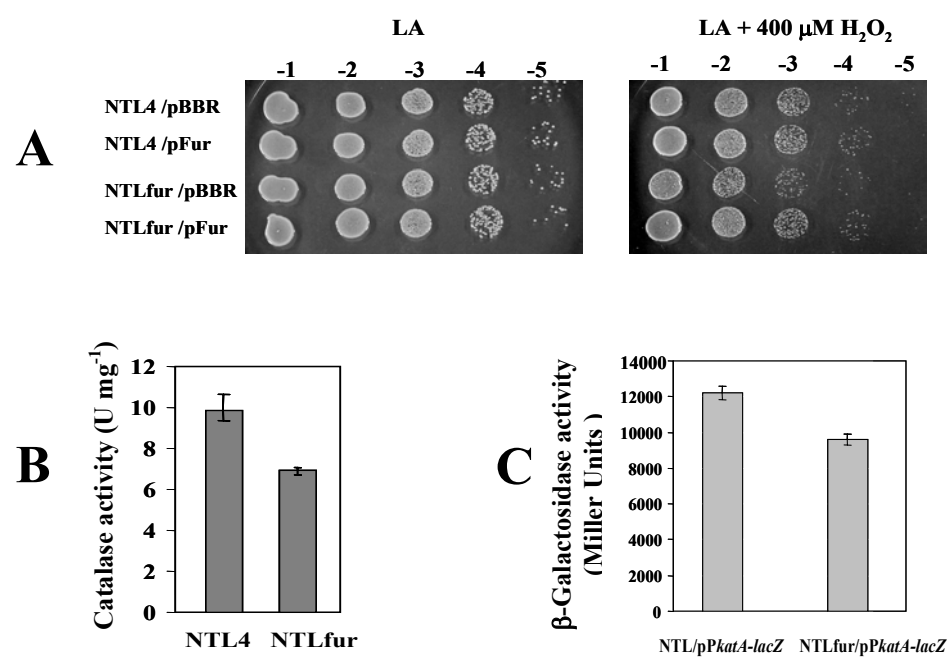 LA
LA + 400 μM H₂O₂
-1 -2 -3 -4 -5
-1 -2 -3 -4 -5
A
NTL4 /pBBR
NTL4 /pFur
NTLfur /pBBR
NTLfur /pFur
B
Catalase activity (U mg⁻¹)
12
10
8
6
4
2
0
NTL4 NTLfur
C
β-Galactosidase activity
(Miller Units )
14000
12000
10000
8000
6000
4000
2000
0
NTL/pPkatA-lacZ NTLfur/pPkatA-lacZ